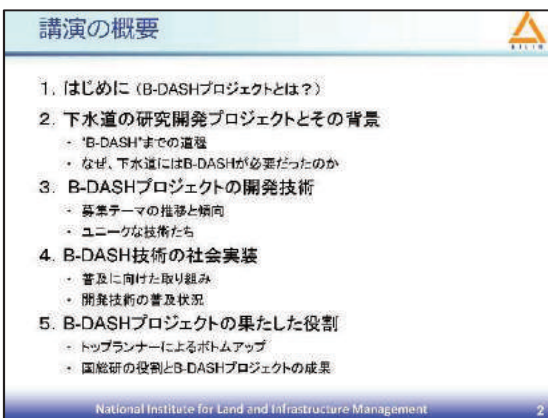 講演の概要
NILIM
1. はじめに（B-DASHプロジェクトとは？）
2. 下水道の研究開発プロジェクトとその背景
・ “B-DASH”までの道程
・ なぜ、下水道にはB-DASHが必要だったのか
3. B-DASHプロジェクトの開発技術
・ 募集テーマの推移と傾向
・ ユニークな技術たち
4. B-DASH技術の社会実装
・ 普及に向けた取り組み
・ 開発技術の普及状況
5. B-DASHプロジェクトの果たした役割
・ トップランナーによるボトムアップ
・ 国総研の役割とB-DASHプロジェクトの成果
National Institute for Land and Infrastructure Management
2